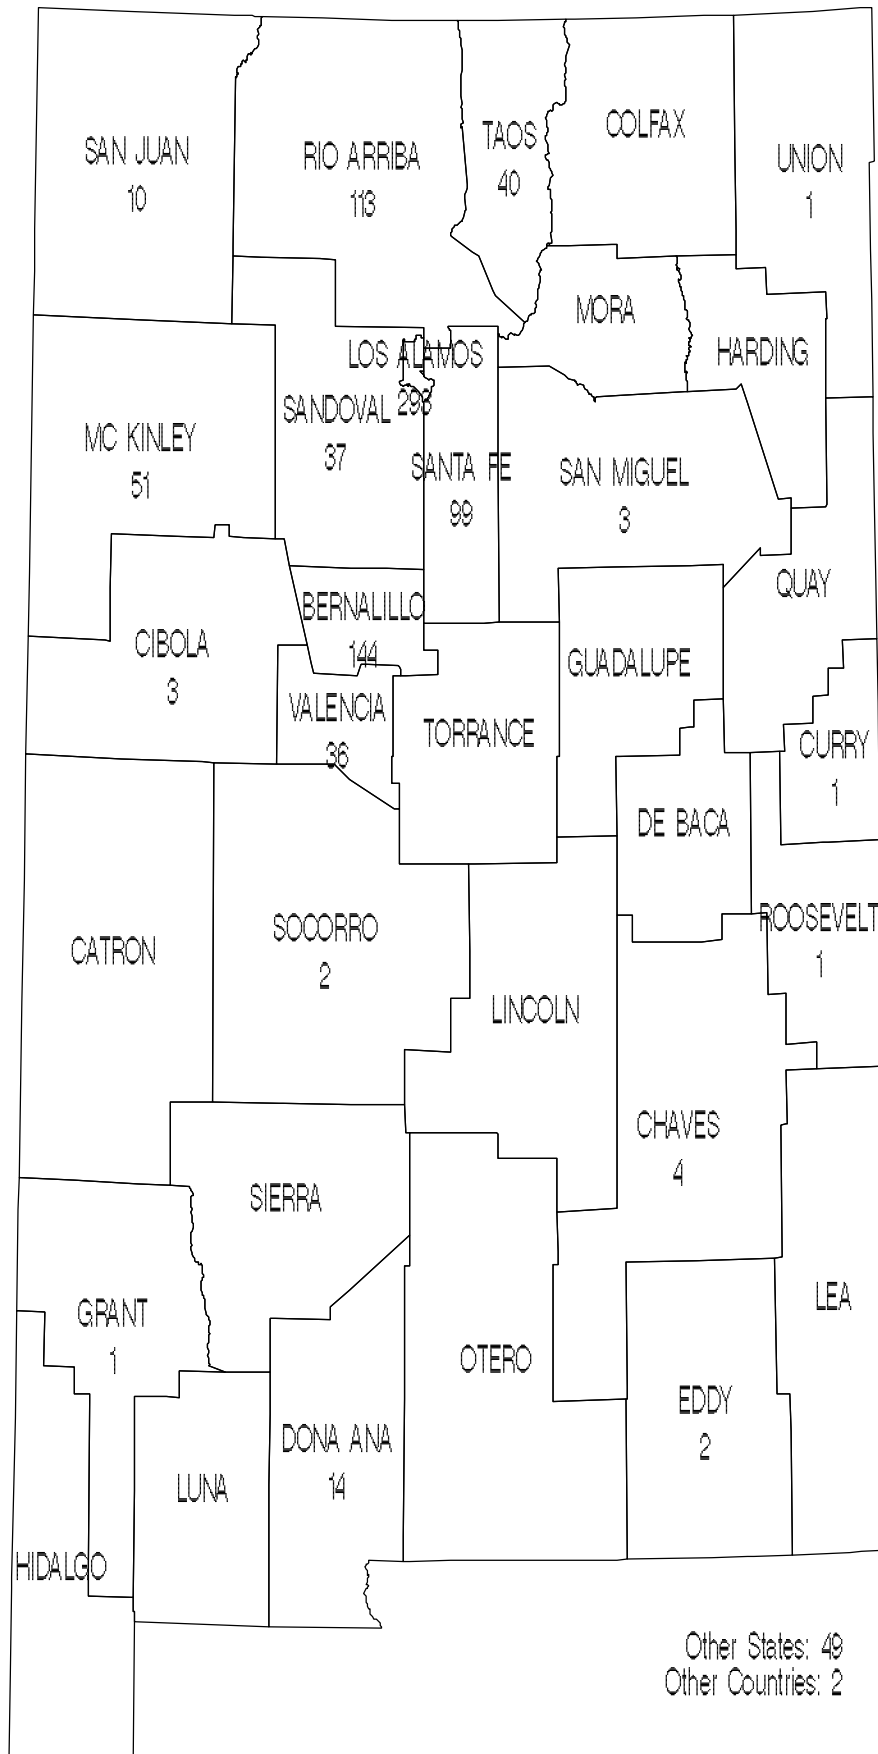 SAN JUAN
10
RIO ARRIBA
113
TAOS
40
COLFAX
UNION
1
MORA
HARDING
LOS ALAMOS
293
SANDOVAL
37
MC KINLEY
51
SANTA FE
99
SAN MIGUEL
3
QUAY
BERNALILLO
144
CIBOLA
3
GUADALUPE
VALENCIA
36
TORRANCE
CURRY
1
DE BACA
ROOSEVELT
1
SOCORRO
2
CATRON
LINCOLN
CHAVES
4
SIERRA
GRANT
1
LEA
OTERO
EDDY
2
DONA ANA
14
LUNA
HIDALGO
Other States: 49
Other Countries: 2